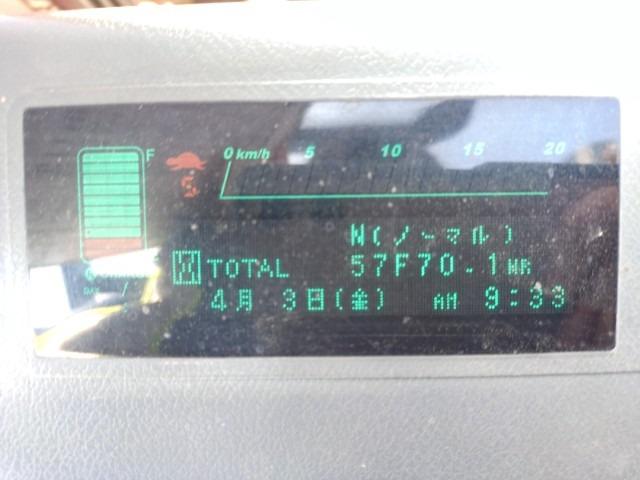 F
0 km/h 5 10 15 20
N(ノーマル)
TOTAL 57F70.1HR
4月 3日(金) AM 9:33